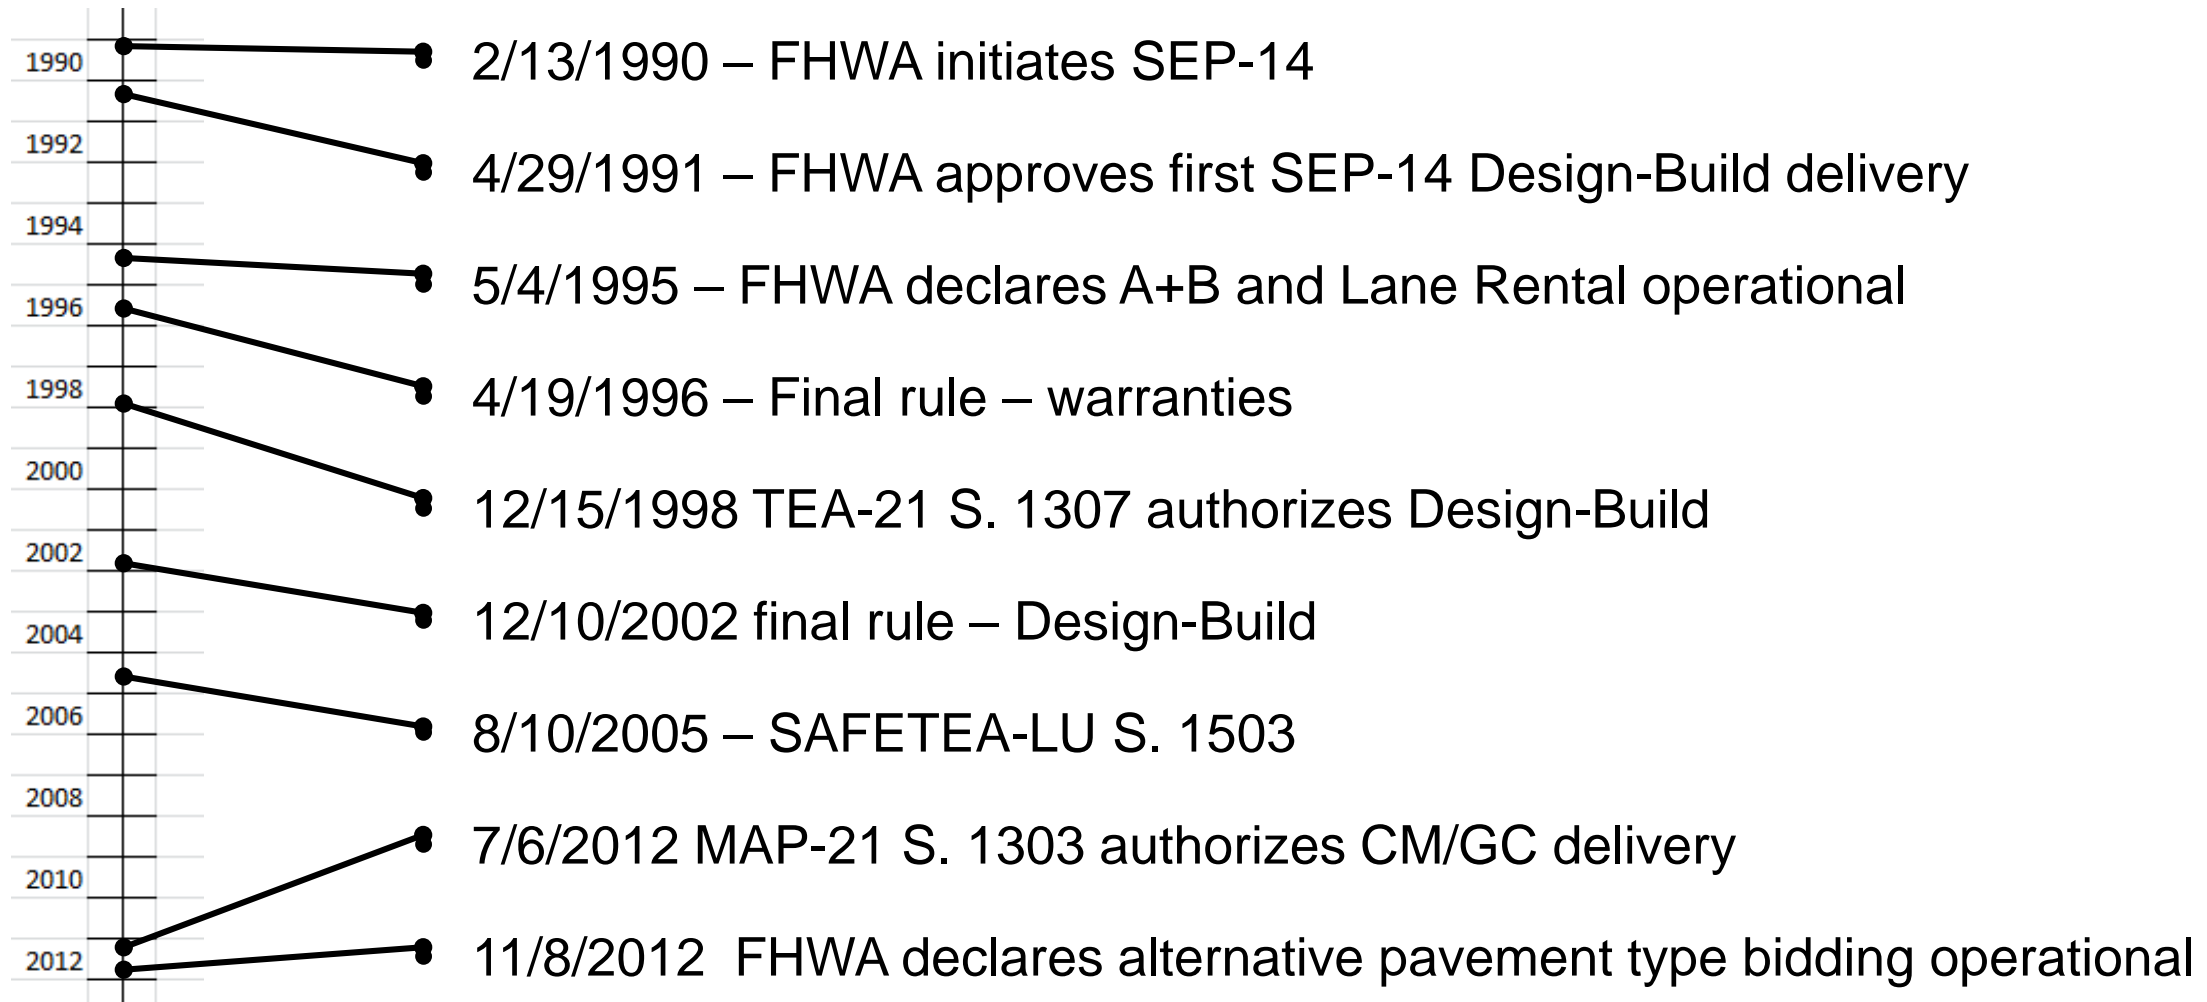 1990
2/13/1990 – FHWA initiates SEP-14
1992
4/29/1991 – FHWA approves first SEP-14 Design-Build delivery
1994
5/4/1995 – FHWA declares A+B and Lane Rental operational
1996
4/19/1996 – Final rule – warranties
1998
12/15/1998 TEA-21 S. 1307 authorizes Design-Build
2000
2002
12/10/2002 final rule – Design-Build
2004
8/10/2005 – SAFETEA-LU S. 1503
2006
2008
7/6/2012 MAP-21 S. 1303 authorizes CM/GC delivery
2010
11/8/2012  FHWA declares alternative pavement type bidding operational
2012